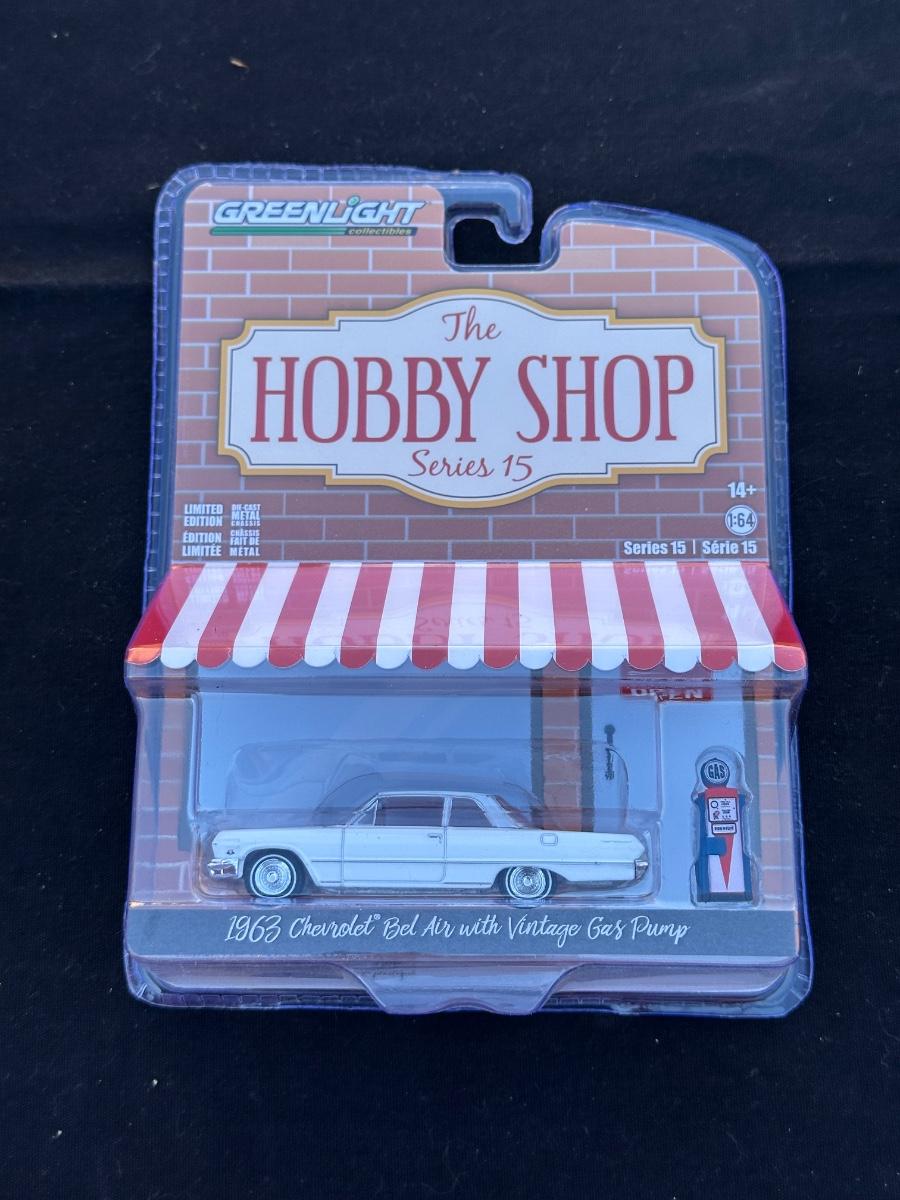 GREENLiGHT
collectibles
The
HOBBY SHOP
Series 15
14+
1:64
LIMITED EDITION
DIE-CAST METAL CHASSIS
ÉDITION LIMITÉE
CHÂSSIS FAIT DE MÉTAL
Series 15 | Série 15
OPEN
GAS
1963 Chevrolet® Bel Air with Vintage Gas Pump